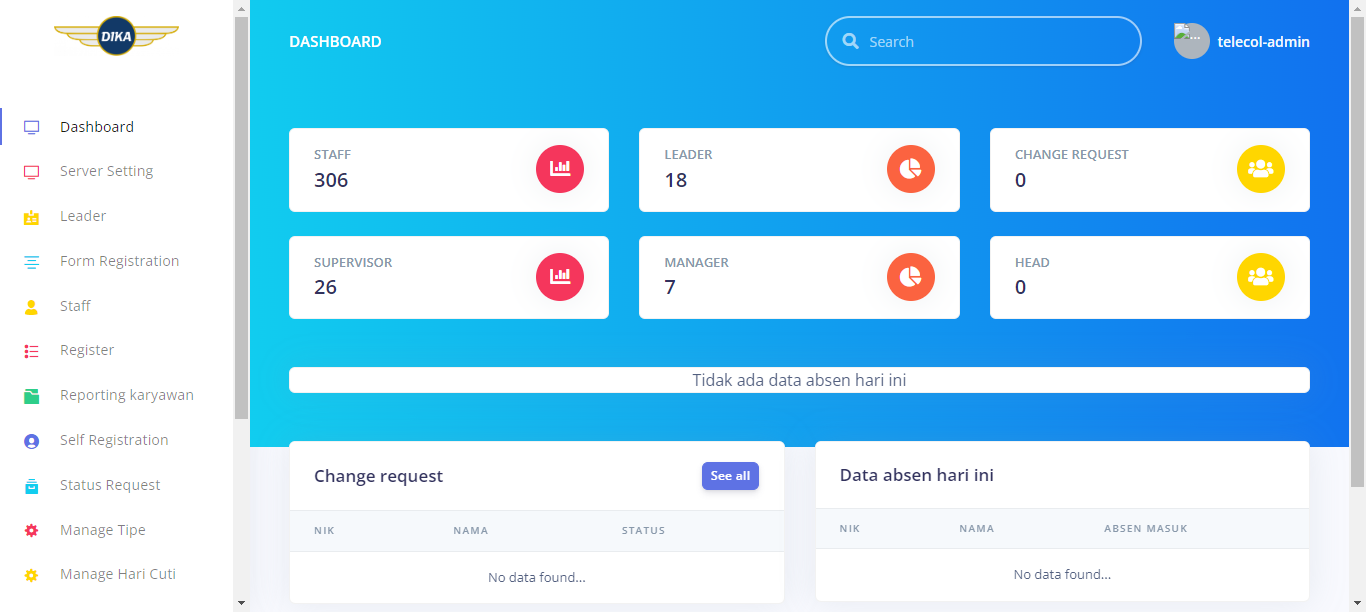 DIKA
Dashboard
Server Setting
Leader
Form Registration
Staff
Register
Reporting karyawan
Self Registration
Status Request
Manage Tipe
Manage Hari Cuti
DASHBOARD
Search
...
telecol-admin
STAFF
306
LEADER
18
CHANGE REQUEST
0
SUPERVISOR
26
MANAGER
7
HEAD
0
Tidak ada data absen hari ini
Change request
See all
NIK NAMA STATUS
No data found...
Data absen hari ini
NIK NAMA ABSEN MASUK
No data found...